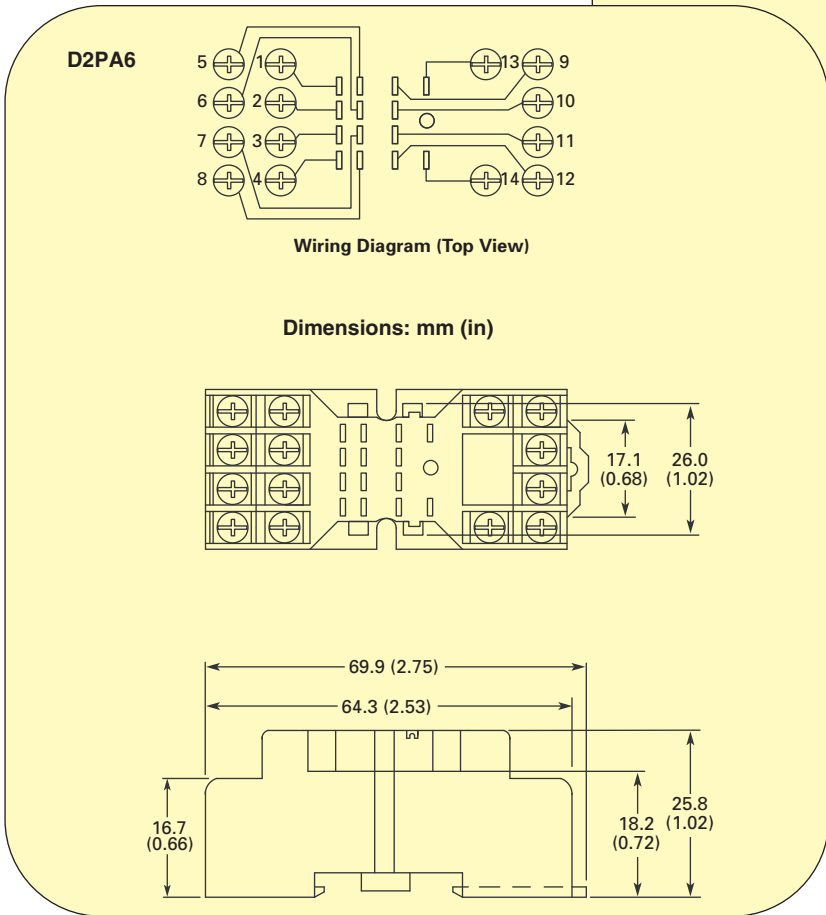 D2PA6
5 1 13 9
6 2 10
7 3 11
8 4 14 12
Wiring Diagram (Top View)
Dimensions: mm (in)
17.1
(0.68)
26.0
(1.02)
69.9 (2.75)
64.3 (2.53)
16.7
(0.66)
18.2
(0.72)
25.8
(1.02)